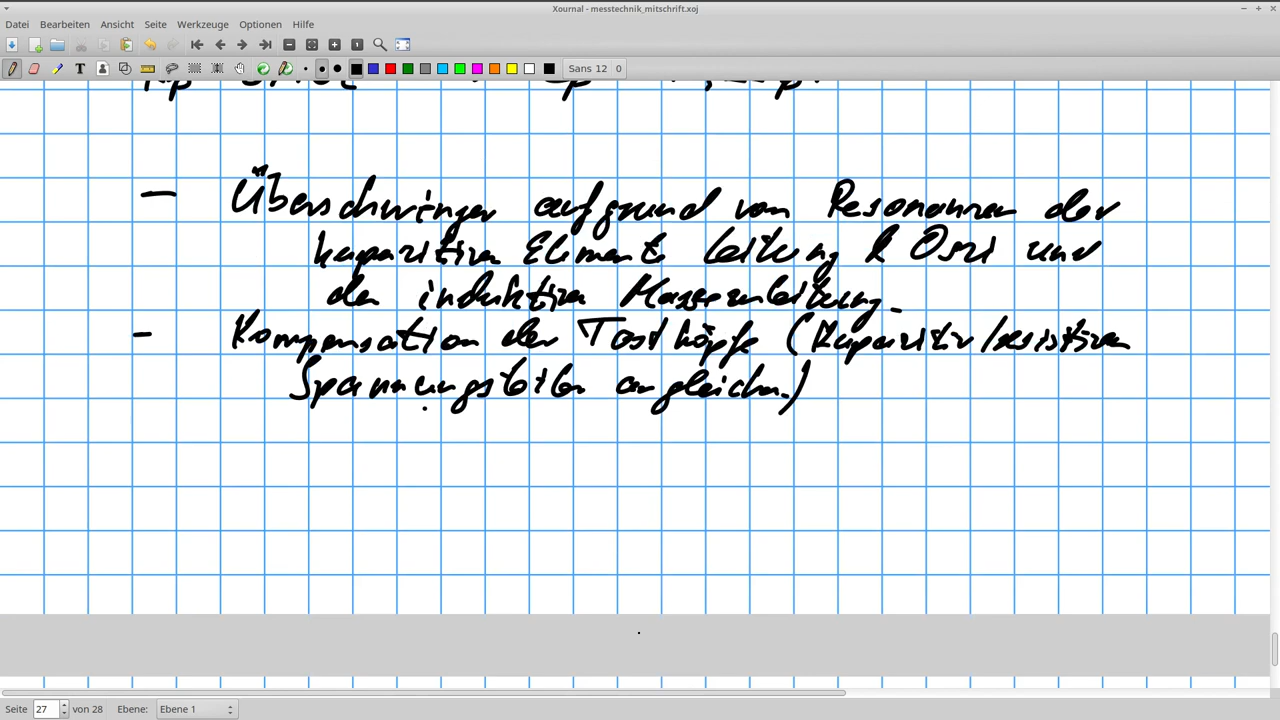 Xournal - messtechnik_mitschrift.xoj
Datei Bearbeiten Ansicht Seite Werkzeuge Optionen Hilfe
Sans 12 0
- Überschwinger aufgrund von Resonanzen der
kapazitiven Elemente Leitung & Oszi und
der induktiven Masseanleitung.
- Kompensation der Tastköpfe (Kapazitiv/resistiven
Spannungsteiler angleichen.)
Seite 27 von 28 Ebene: Ebene 1